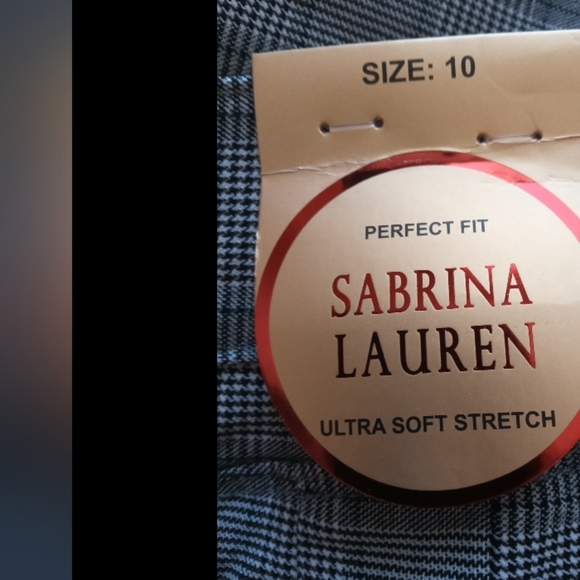 SIZE: 10
PERFECT FIT
SABRINA
LAUREN
ULTRA SOFT STRETCH